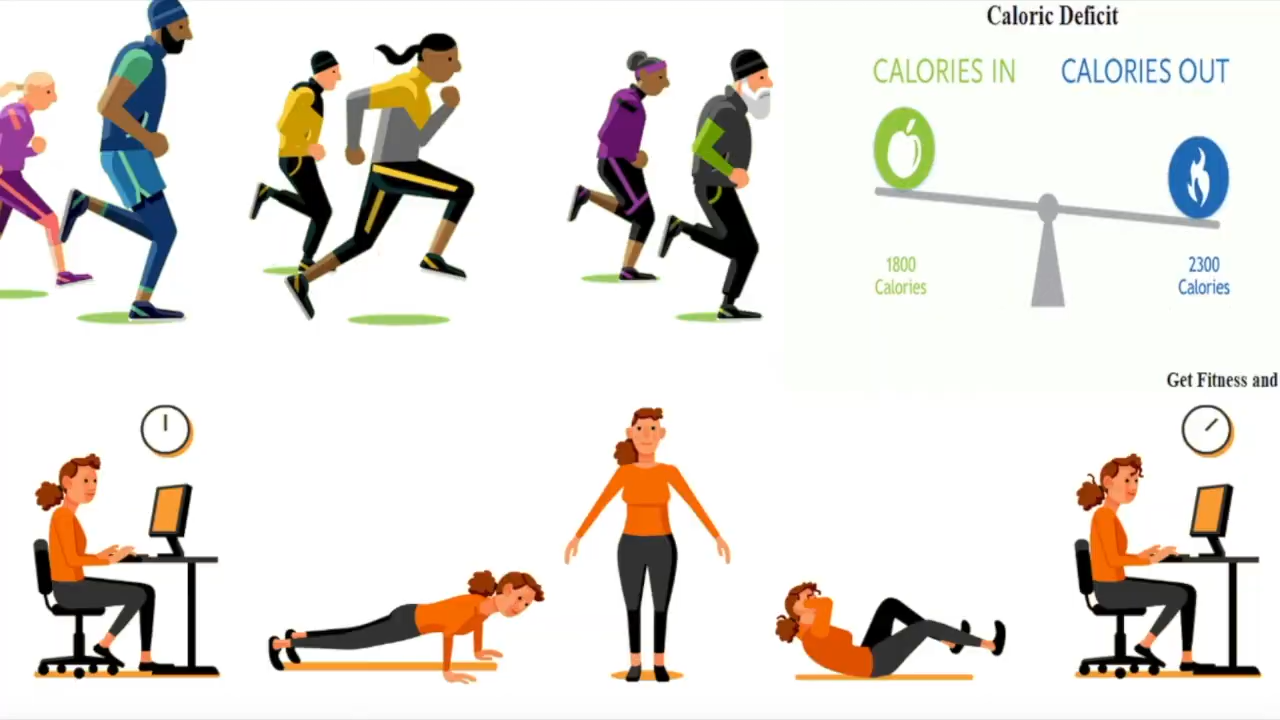 Caloric Deficit
CALORIES IN CALORIES OUT
1800 2300
Calories Calories
Get Fitness and